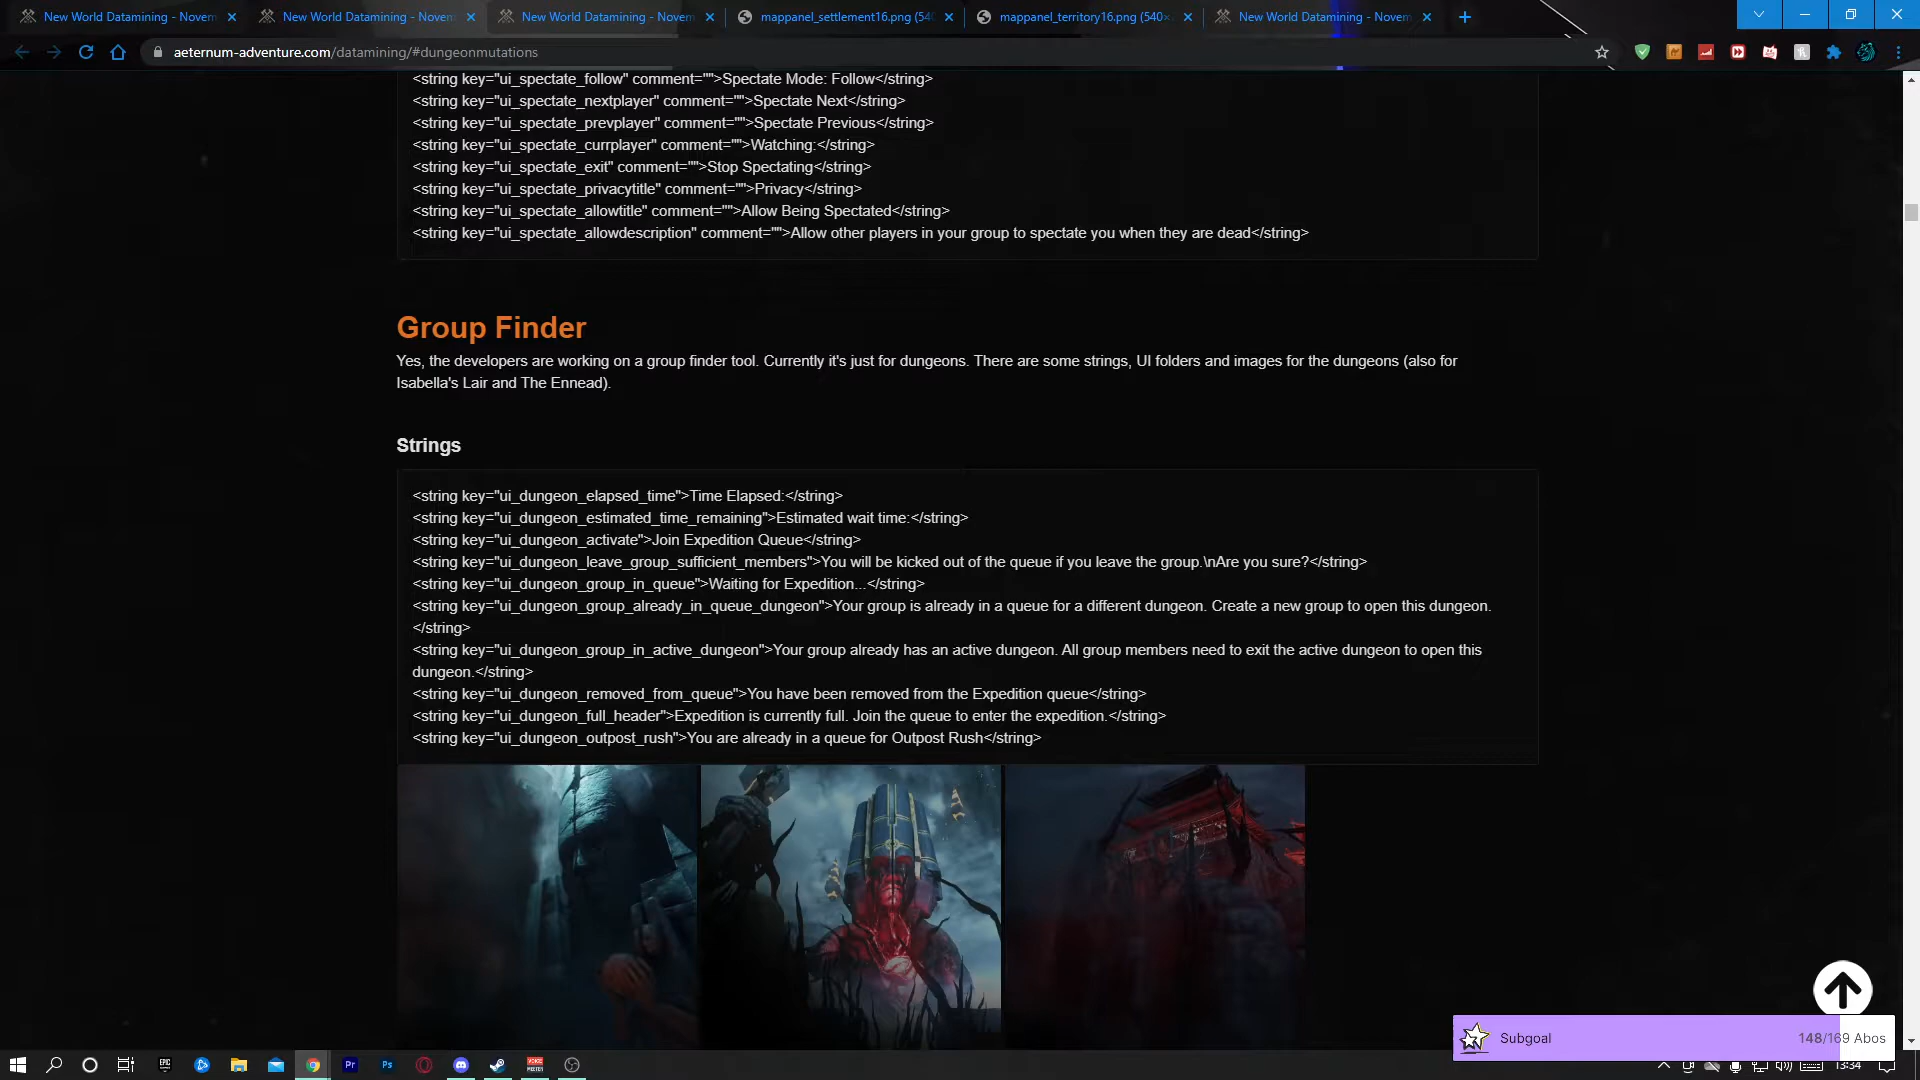 New World Datamining - Novem
New World Datamining - Novem
New World Datamining - Novem
mappanel_settlement16.png (540
mappanel_territory16.png (540×
New World Datamining - Novem
aeternum-adventure.com/datamining/#dungeonmutations
<string key="ui_spectate_follow" comment="">Spectate Mode: Follow</string>
<string key="ui_spectate_nextplayer" comment="">Spectate Next</string>
<string key="ui_spectate_prevplayer" comment="">Spectate Previous</string>
<string key="ui_spectate_currplayer" comment="">Watching:</string>
<string key="ui_spectate_exit" comment="">Stop Spectating</string>
<string key="ui_spectate_privacytitle" comment="">Privacy</string>
<string key="ui_spectate_allowtitle" comment="">Allow Being Spectated</string>
<string key="ui_spectate_allowdescription" comment="">Allow other players in your group to spectate you when they are dead</string>
Group Finder
Yes, the developers are working on a group finder tool. Currently it's just for dungeons. There are some strings, UI folders and images for the dungeons (also for
Isabella's Lair and The Ennead).
Strings
<string key="ui_dungeon_elapsed_time">Time Elapsed:</string>
<string key="ui_dungeon_estimated_time_remaining">Estimated wait time:</string>
<string key="ui_dungeon_activate">Join Expedition Queue</string>
<string key="ui_dungeon_leave_group_sufficient_members">You will be kicked out of the queue if you leave the group.\nAre you sure?</string>
<string key="ui_dungeon_group_in_queue">Waiting for Expedition...</string>
<string key="ui_dungeon_group_already_in_queue_dungeon">Your group is already in a queue for a different dungeon. Create a new group to open this dungeon.
</string>
<string key="ui_dungeon_group_in_active_dungeon">Your group already has an active dungeon. All group members need to exit the active dungeon to open this
dungeon.</string>
<string key="ui_dungeon_removed_from_queue">You have been removed from the Expedition queue</string>
<string key="ui_dungeon_full_header">Expedition is currently full. Join the queue to enter the expedition.</string>
<string key="ui_dungeon_outpost_rush">You are already in a queue for Outpost Rush</string>
Subgoal
148/169 Abos
EPIC
Pr
Ps
13:34